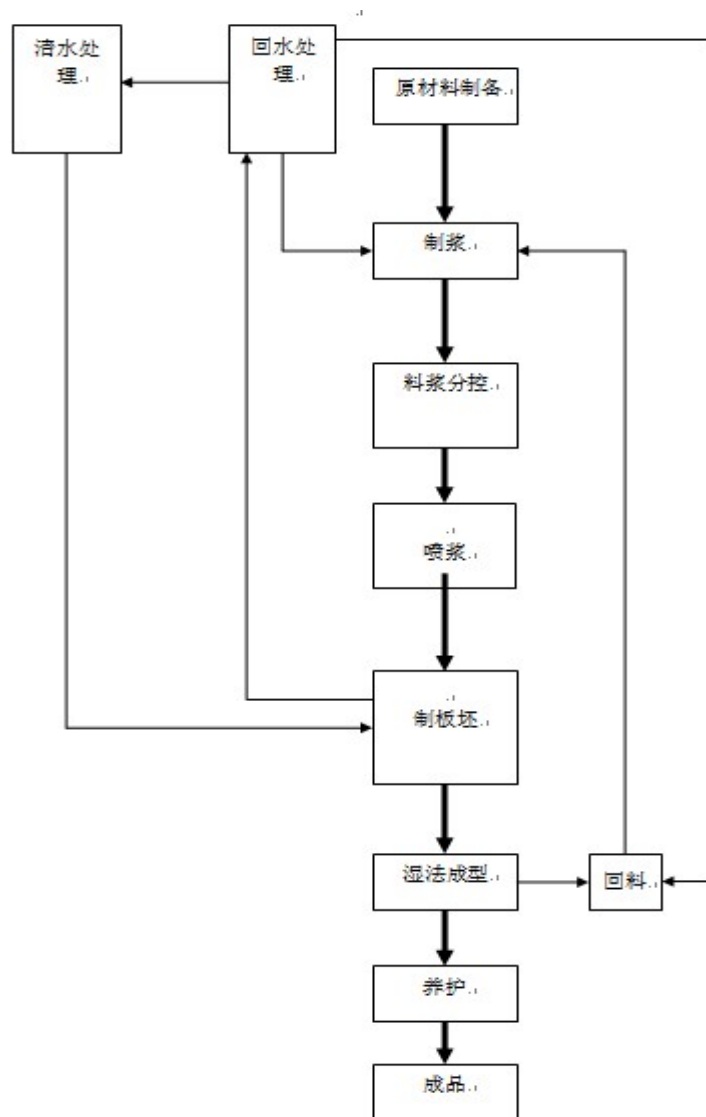 清水处
理
回水处
理
原材料制备
制浆
料浆分控
喷浆
制板坯
湿法成型
回料
养护
成品